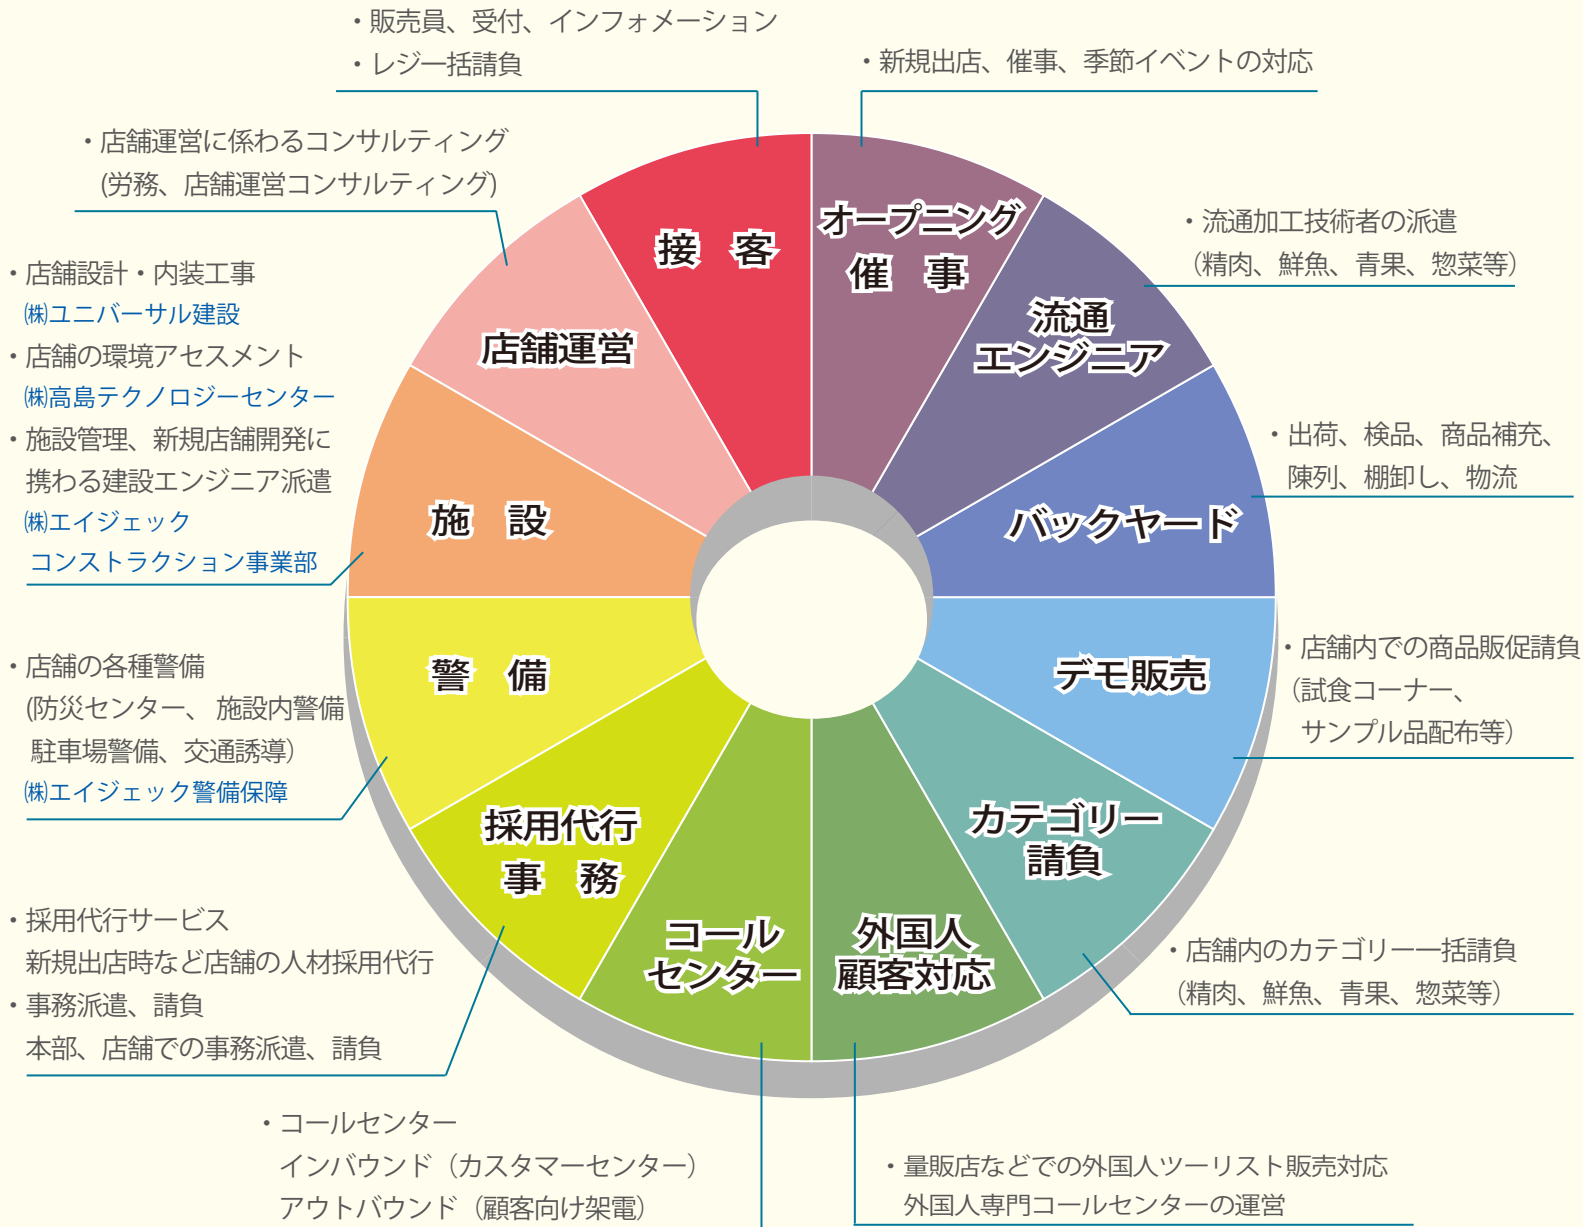 ・販売員、受付、インフォメーション
・レジ一括請負
・新規出店、催事、季節イベントの対応
・店舗運営に係わるコンサルティング
(労務、店舗運営コンサルティング)
・流通加工技術者の派遣
（精肉、鮮魚、青果、惣菜等）
・店舗設計・内装工事
㈱ユニバーサル建設
・店舗の環境アセスメント
㈱高島テクノロジーセンター
・施設管理、新規店舗開発に
携わる建設エンジニア派遣
㈱エイジェック
コンストラクション事業部
・出荷、検品、商品補充、
陳列、棚卸し、物流
接 客
オープニング
催 事
流通
エンジニア
店舗運営
施 設
バックヤード
警 備
デモ販売
採用代行
事 務
カテゴリー
請負
コール
センター
外国人
顧客対応
・店舗の各種警備
(防災センター、 施設内警備
駐車場警備、交通誘導）
㈱エイジェック警備保障
・店舗内での商品販促請負
（試食コーナー、
サンプル品配布等）
・採用代行サービス
新規出店時など店舗の人材採用代行
・事務派遣、請負
本部、店舗での事務派遣、請負
・店舗内のカテゴリー一括請負
（精肉、鮮魚、青果、惣菜等）
・コールセンター
インバウンド（カスタマーセンター）
アウトバウンド（顧客向け架電）
・量販店などでの外国人ツーリスト販売対応
外国人専門コールセンターの運営